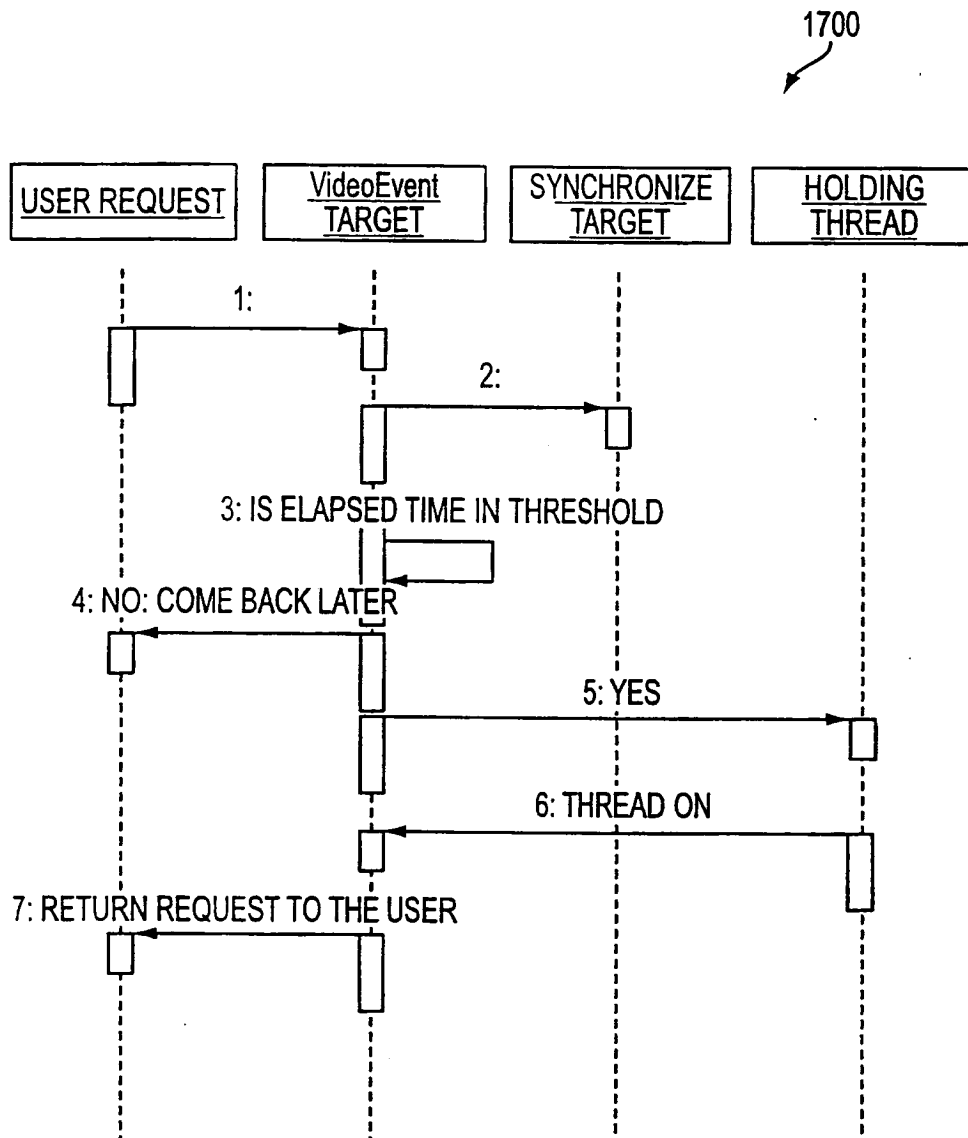 1700
USER REQUEST
VideoEvent
TARGET
SYNCHRONIZE
TARGET
HOLDING
THREAD
1:
2:
3: IS ELAPSED TIME IN THRESHOLD
4: NO: COME BACK LATER
5: YES
6: THREAD ON
7: RETURN REQUEST TO THE USER